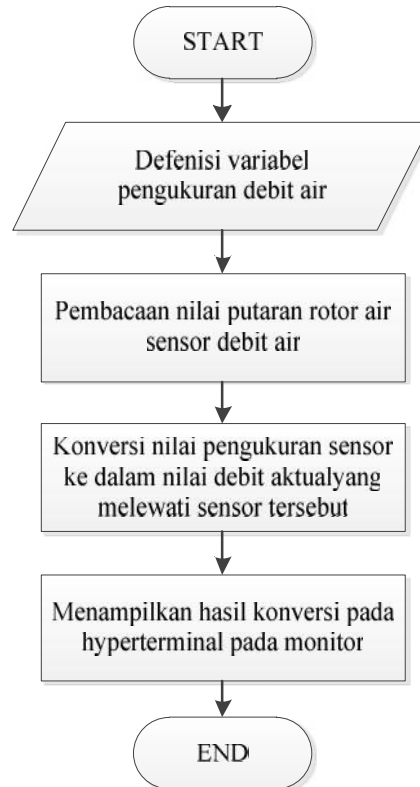 START
Defenisi variabel
pengukuran debit air
Pembacaan nilai putaran rotor air
sensor debit air
Konversi nilai pengukuran sensor
ke dalam nilai debit aktualyang
melewati sensor tersebut
Menampilkan hasil konversi pada
hyperterminal pada monitor
END